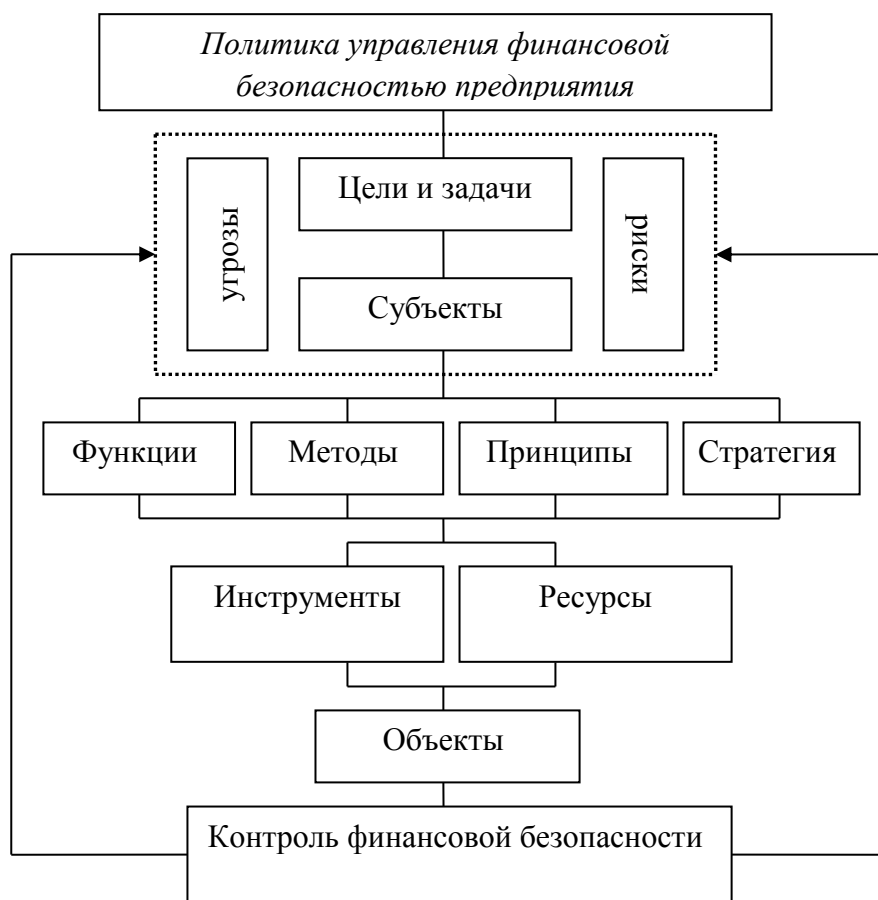 Политика управления финансовой
безопасностью предприятия
Цели и задачи
угрозы
риски
Субъекты
Функции
Методы
Принципы
Стратегия
Инструменты
Ресурсы
Объекты
Контроль финансовой безопасности